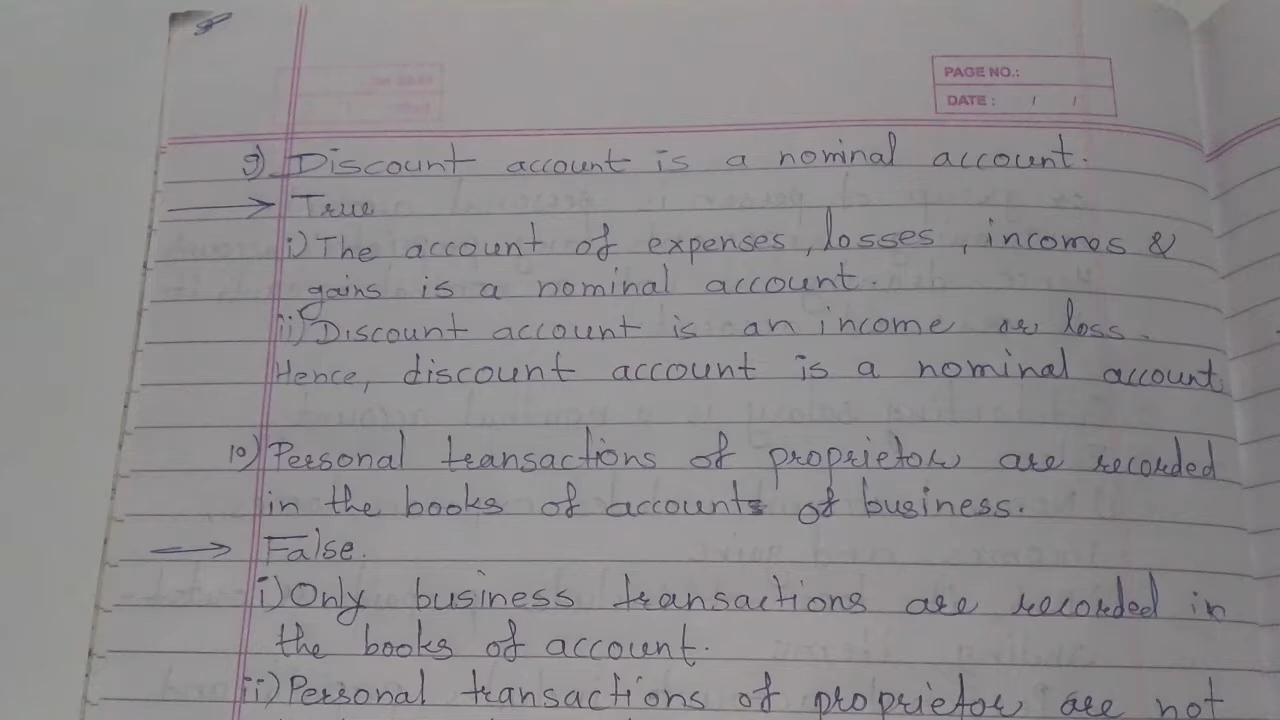 PAGE NO.:
DATE : / /
9) Discount account is a nominal account.
→ True
i) The account of expenses, losses, incomes &
gains is a nominal account.
ii) Discount account is an income or loss.
Hence, discount account is a nominal account.
10) Personal transactions of proprietor are recorded
in the books of accounts of business.
→ False.
i) Only business transactions are recorded in
the books of account.
ii) Personal transactions of proprietor are not